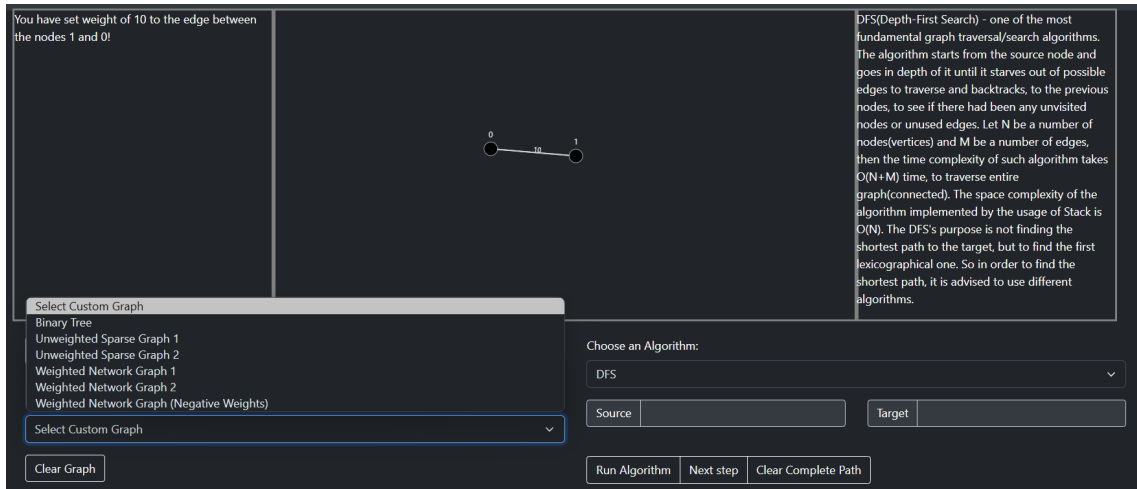 You have set weight of 10 to the edge between
the nodes 1 and 0!
0
10
1
DFS(Depth-First Search) - one of the most
fundamental graph traversal/search algorithms.
The algorithm starts from the source node and
goes in depth of it until it starves out of possible
edges to traverse and backtracks, to the previous
nodes, to see if there had been any unvisited
nodes or unused edges. Let N be a number of
nodes(vertices) and M be a number of edges,
then the time complexity of such algorithm takes
O(N+M) time, to traverse entire
graph(connected). The space complexity of the
algorithm implemented by the usage of Stack is
O(N). The DFS's purpose is not finding the
shortest path to the target, but to find the first
lexicographical one. So in order to find the
shortest path, it is advised to use different
algorithms.
Select Custom Graph
Binary Tree
Unweighted Sparse Graph 1
Unweighted Sparse Graph 2
Weighted Network Graph 1
Weighted Network Graph 2
Weighted Network Graph (Negative Weights)
Select Custom Graph
Clear Graph
Choose an Algorithm:
DFS
Source
Target
Run Algorithm
Next step
Clear Complete Path